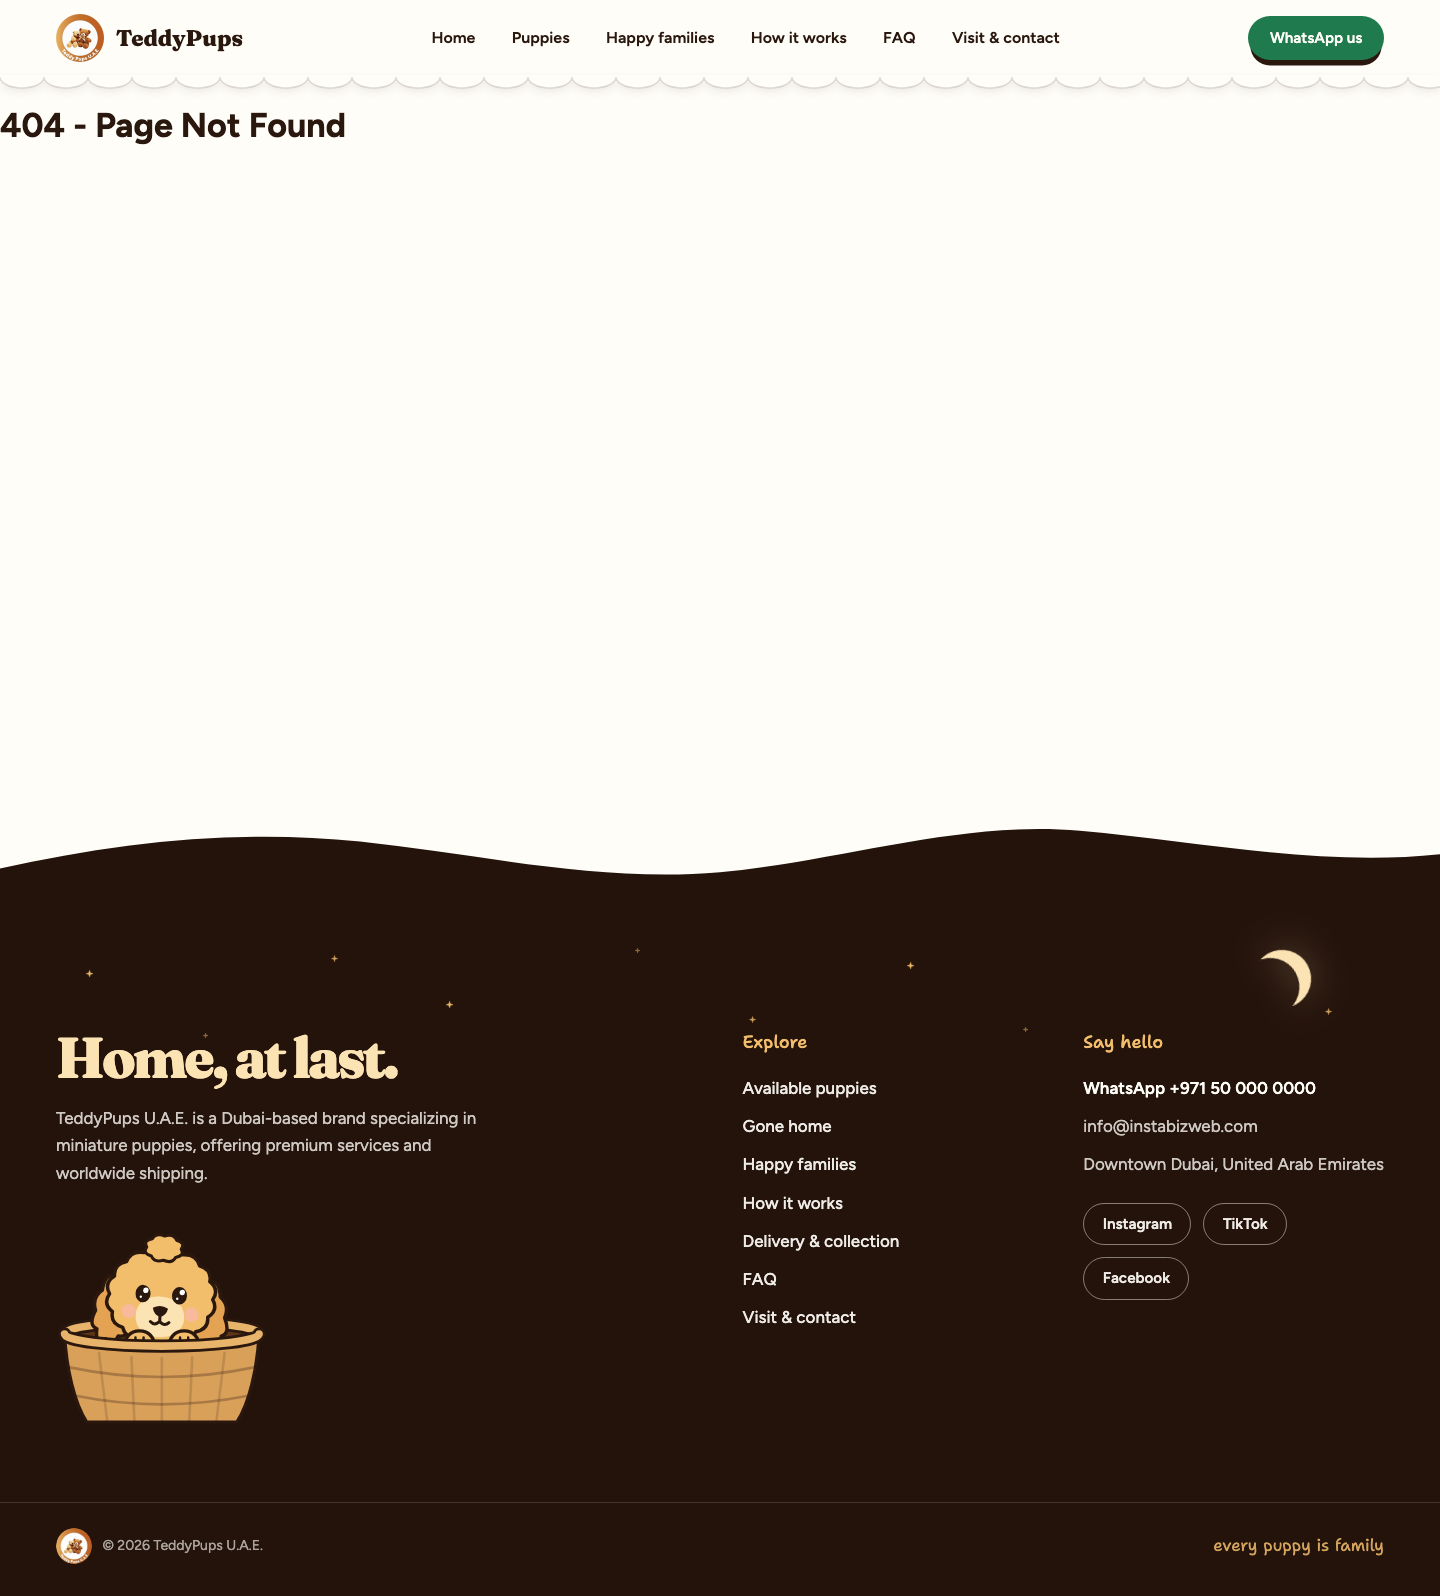 TeddyPups
Home
Puppies
Happy families
How it works
FAQ
Visit & contact
WhatsApp us
404 - Page Not Found
Home, at last.
TeddyPups U.A.E. is a Dubai-based brand specializing in
miniature puppies, offering premium services and
worldwide shipping.
Explore
Available puppies
Gone home
Happy families
How it works
Delivery & collection
FAQ
Visit & contact
Say hello
WhatsApp +971 50 000 0000
info@instabizweb.com
Downtown Dubai, United Arab Emirates
Instagram
TikTok
Facebook
© 2026 TeddyPups U.A.E.
every puppy is family